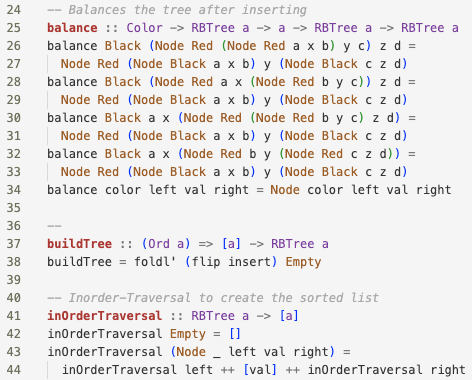 24 -- Balances the tree after inserting
25 balance :: Color -> RBTree a -> a -> RBTree a -> RBTree a
26 balance Black (Node Red (Node Red a x b) y c) z d =
27 Node Red (Node Black a x b) y (Node Black c z d)
28 balance Black (Node Red a x (Node Red b y c)) z d =
29 Node Red (Node Black a x b) y (Node Black c z d)
30 balance Black a x (Node Red (Node Red b y c) z d) =
31 Node Red (Node Black a x b) y (Node Black c z d)
32 balance Black a x (Node Red b y (Node Red c z d)) =
33 Node Red (Node Black a x b) y (Node Black c z d)
34 balance color left val right = Node color left val right
35
36 --
37 buildTree :: (Ord a) => [a] -> RBTree a
38 buildTree = foldl' (flip insert) Empty
39
40 -- Inorder-Traversal to create the sorted list
41 inOrderTraversal :: RBTree a -> [a]
42 inOrderTraversal Empty = []
43 inOrderTraversal (Node _ left val right) =
44 inOrderTraversal left ++ [val] ++ inOrderTraversal right